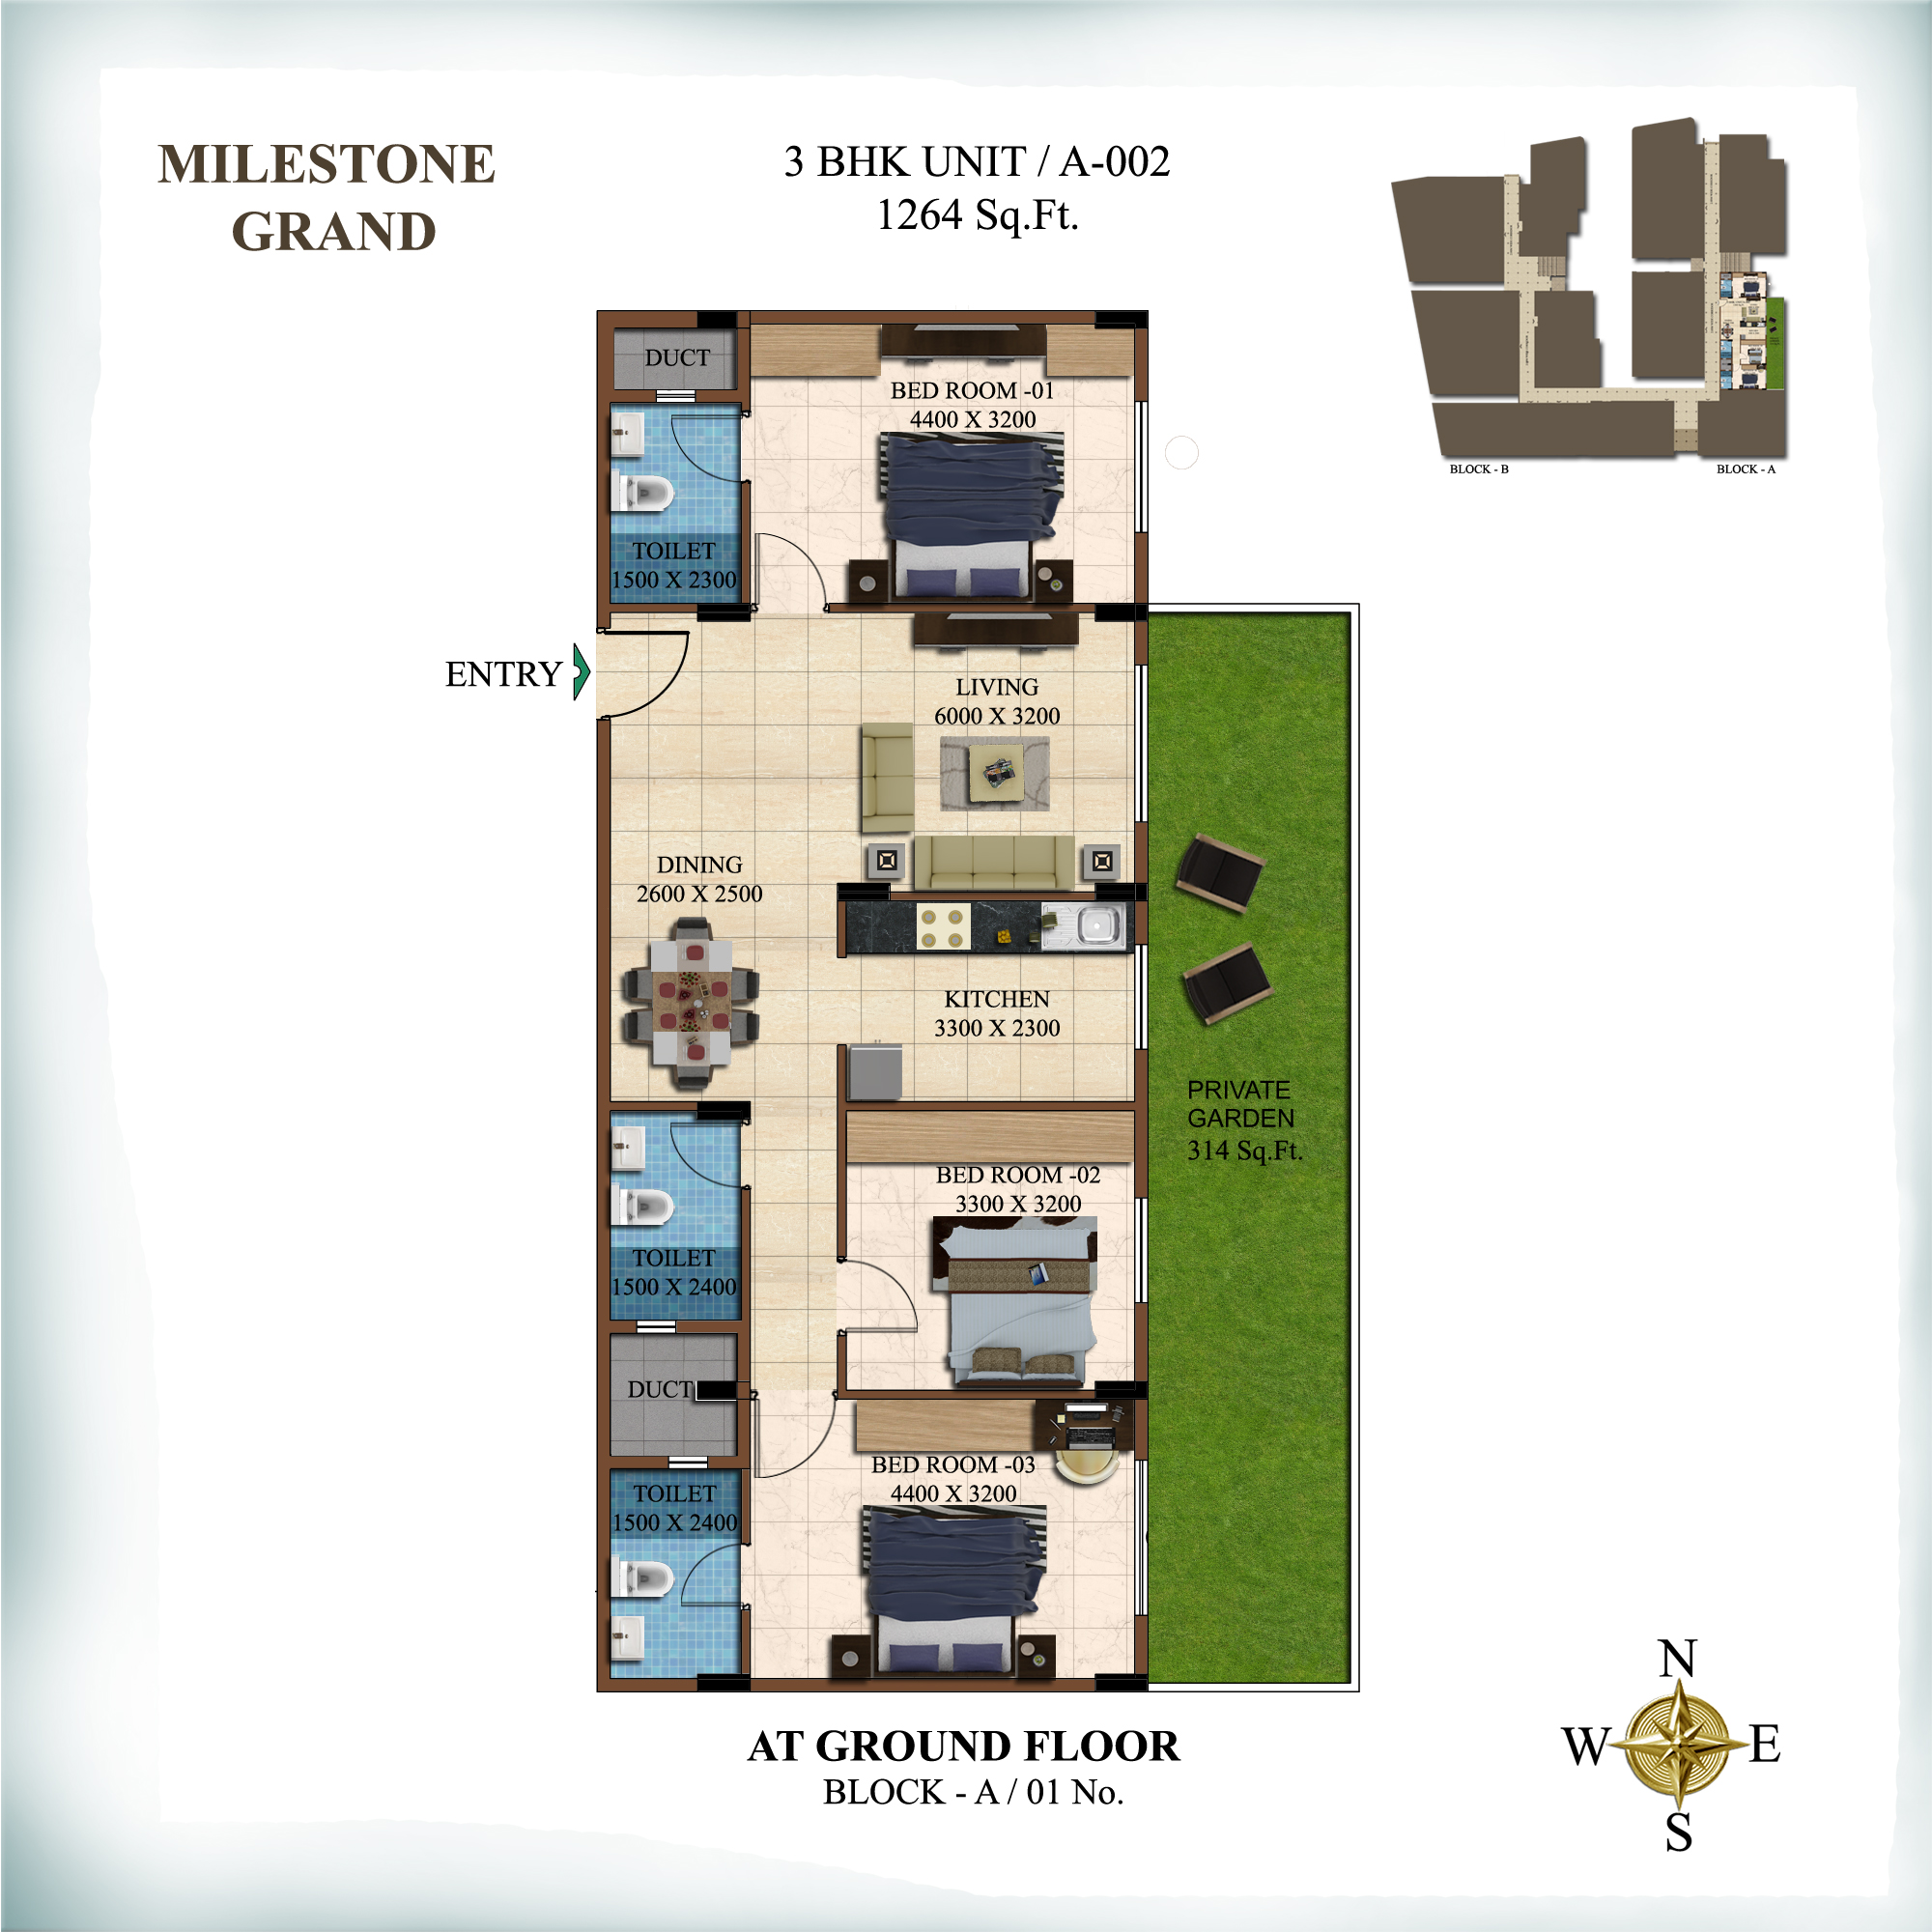 MILESTONE
GRAND
3 BHK UNIT / A-002
1264 Sq.Ft.
BLOCK - B
BLOCK - A
DUCT
BED ROOM -01
4400 X 3200
TOILET
1500 X 2300
ENTRY
LIVING
6000 X 3200
DINING
2600 X 2500
KITCHEN
3300 X 2300
PRIVATE
GARDEN
314 Sq.Ft.
BED ROOM -02
3300 X 3200
TOILET
1500 X 2400
DUCT
BED ROOM -03
4400 X 3200
TOILET
1500 X 2400
AT GROUND FLOOR
BLOCK - A / 01 No.
N
W
E
S